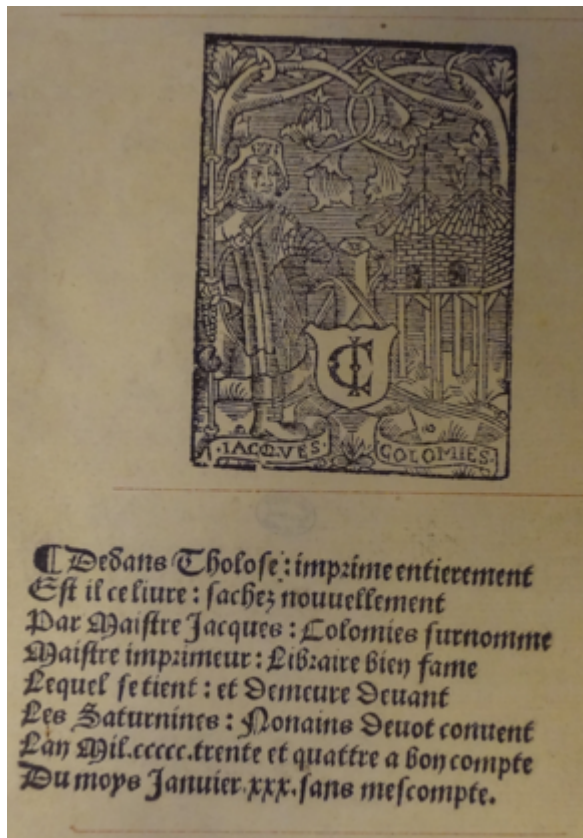 IC
·IACQVES· COLOMIES·
¶ Dedans Tholose : imprime entierement
Est il ce liure : sachez nouuellement
Par Maistre Jacques : Colomies surnomme
Maistre imprimeur : Libraire bien fame
Lequel se tient : et demeure deuant
Les Saturnines : Nonains deuot conuent
Lan Mil.ccccc.trente et quattre a bon compte
Du moys Januier.xxx.sans mescompte.